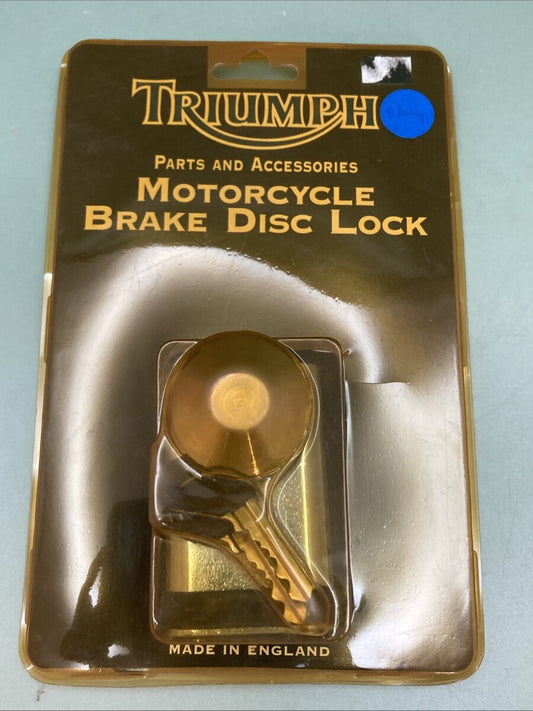 TRIUMPH
PARTS AND ACCESSORIES
MOTORCYCLE
BRAKE DISC LOCK
MADE IN ENGLAND